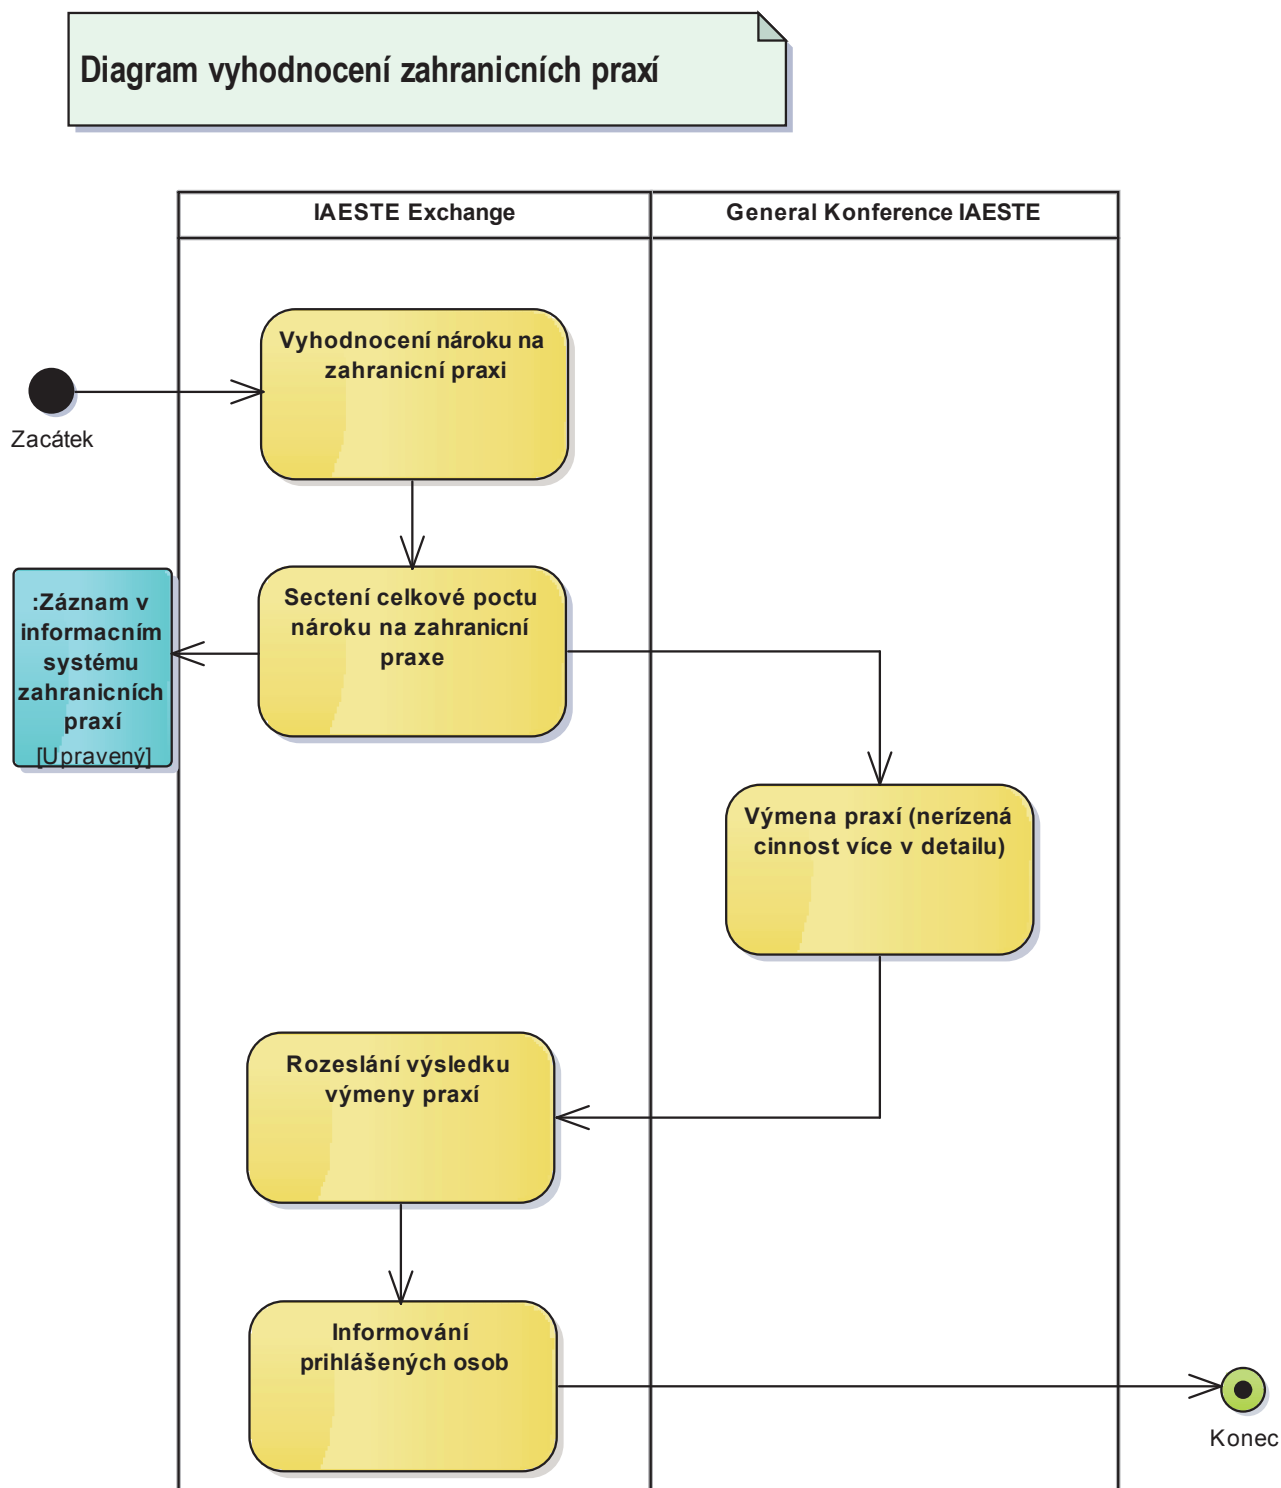 Diagram vyhodnocení zahranicních praxí
IAESTE Exchange
General Konference IAESTE
Vyhodnocení nároku na
zahranicní praxi
Zacátek
Sectení celkové poctu
nároku na zahranicní
praxe
:Záznam v
informacním
systému
zahranicních
praxí
[Upravený]
Výmena praxí (nerízená
cinnost více v detailu)
Rozeslání výsledku
výmeny praxí
Informování
prihlášených osob
Konec